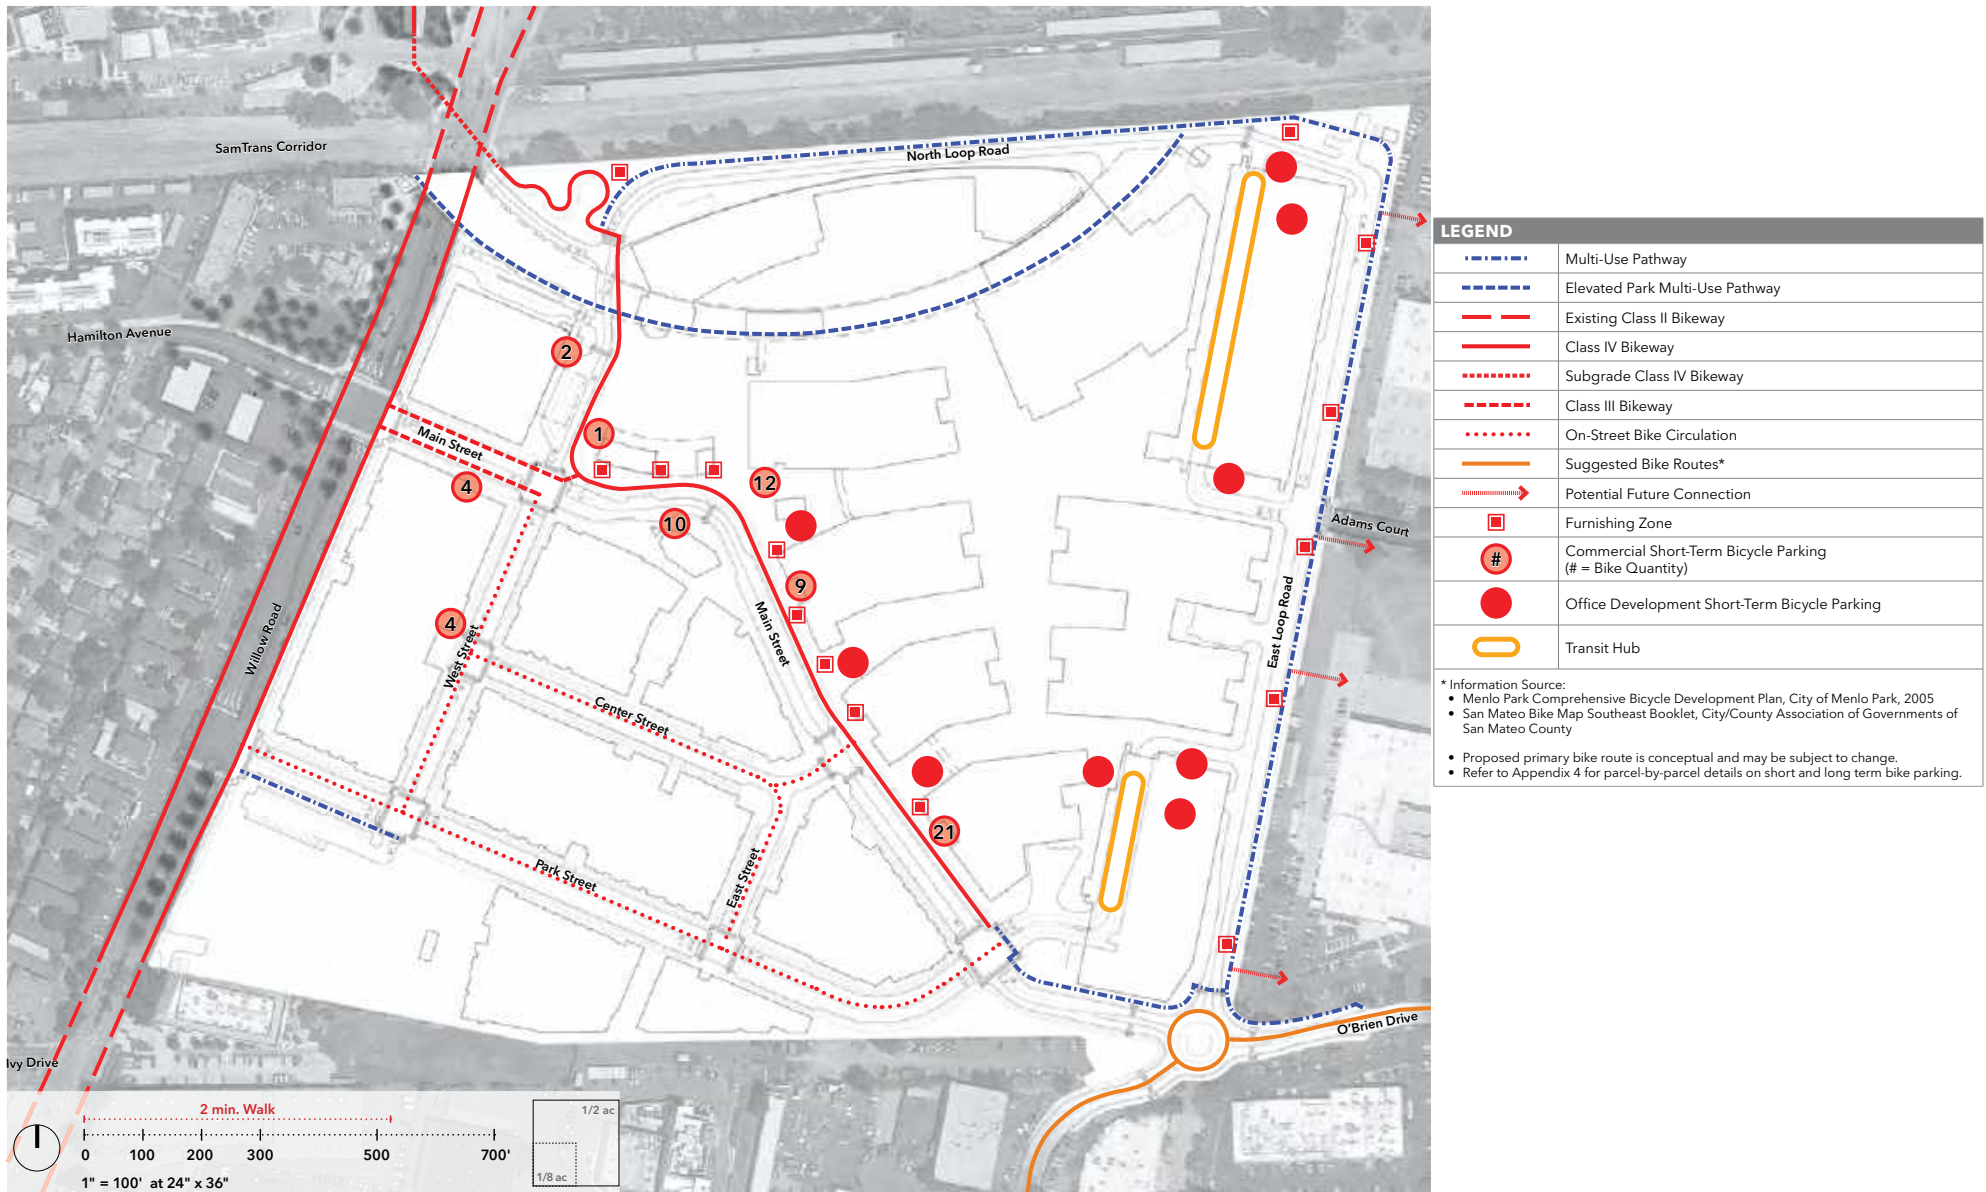 SamTrans Corridor
North Loop Road
Hamilton Avenue
2
1
Main Street
4
12
10
Adams Court
9
4
Main Street
East Loop Road
Willow Road
West Street
Center Street
21
Park Street
East Street
O'Brien Drive
Ivy Drive
2 min. Walk
0 100 200 300 500 700'
1" = 100' at 24" x 36"
1/2 ac
1/8 ac
LEGEND
Multi-Use Pathway
Elevated Park Multi-Use Pathway
Existing Class II Bikeway
Class IV Bikeway
Subgrade Class IV Bikeway
Class III Bikeway
On-Street Bike Circulation
Suggested Bike Routes*
Potential Future Connection
Furnishing Zone
# Commercial Short-Term Bicycle Parking
(# = Bike Quantity)
Office Development Short-Term Bicycle Parking
Transit Hub
* Information Source:
• Menlo Park Comprehensive Bicycle Development Plan, City of Menlo Park, 2005
• San Mateo Bike Map Southeast Booklet, City/County Association of Governments of
San Mateo County
• Proposed primary bike route is conceptual and may be subject to change.
• Refer to Appendix 4 for parcel-by-parcel details on short and long term bike parking.